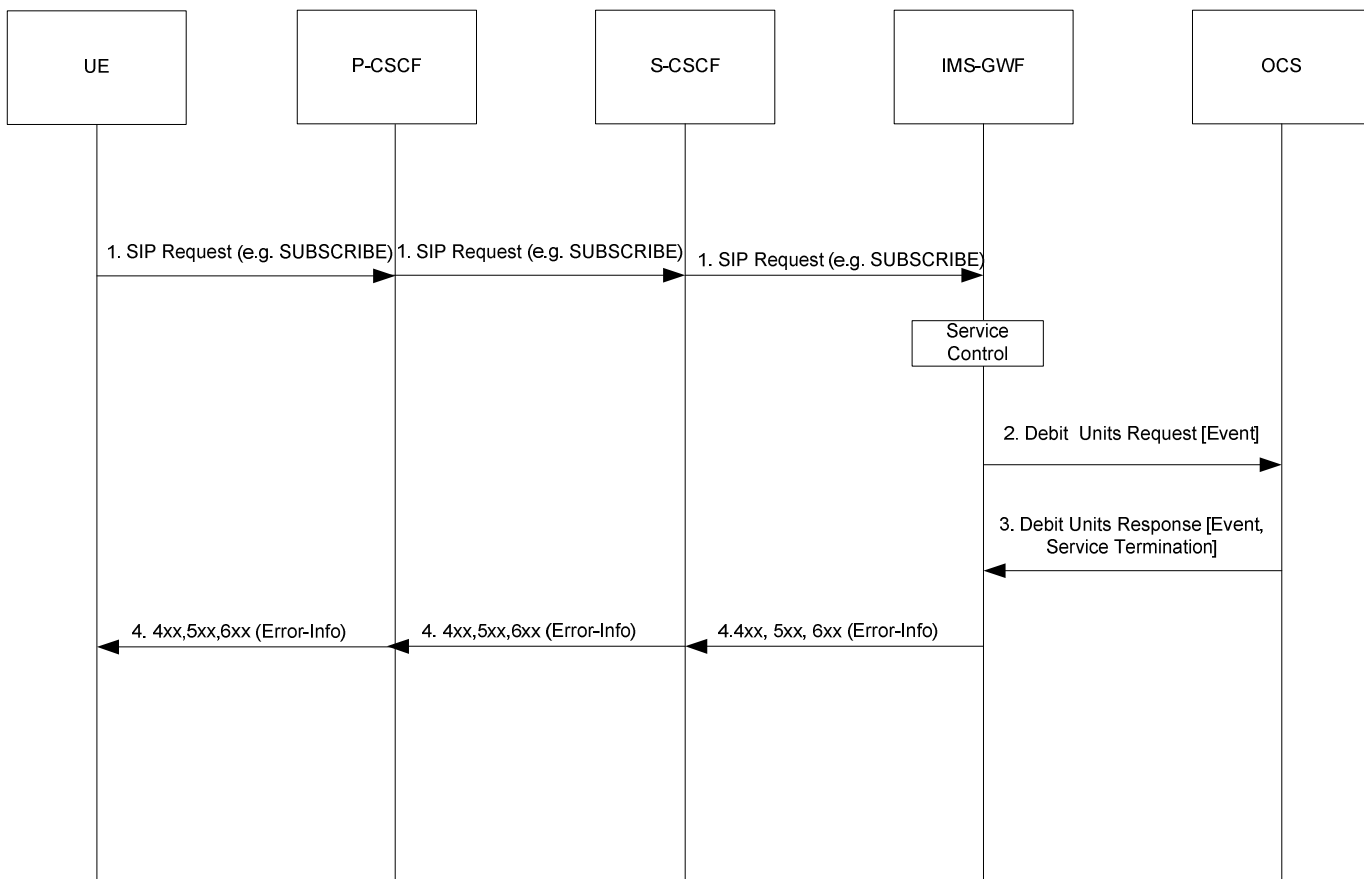 UE
P-CSCF
S-CSCF
IMS-GWF
OCS
1. SIP Request (e.g. SUBSCRIBE)
1. SIP Request (e.g. SUBSCRIBE)
1. SIP Request (e.g. SUBSCRIBE)
Service
Control
2. Debit Units Request [Event]
3. Debit Units Response [Event,
Service Termination]
4. 4xx,5xx,6xx (Error-Info)
4. 4xx,5xx,6xx (Error-Info)
4.4xx, 5xx, 6xx (Error-Info)